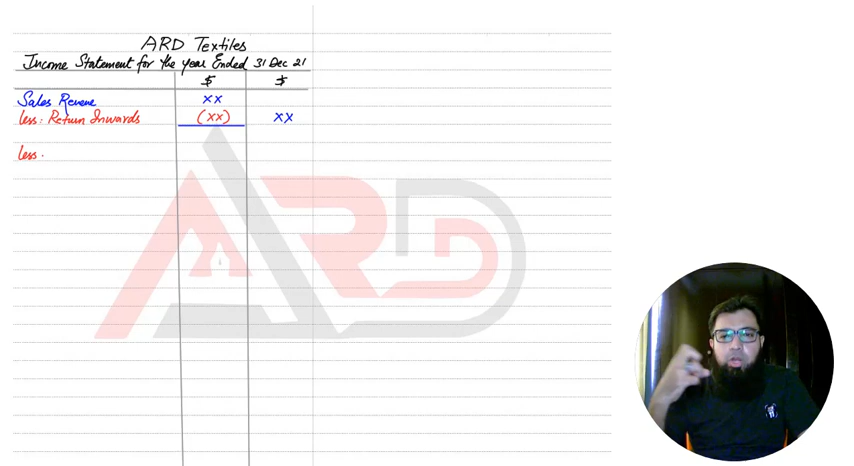 ARD Textiles
Income Statement for the year Ended 31 Dec 21
$ $
Sales Revenue xx
less: Return Inwards (xx) xx
less.
ARD